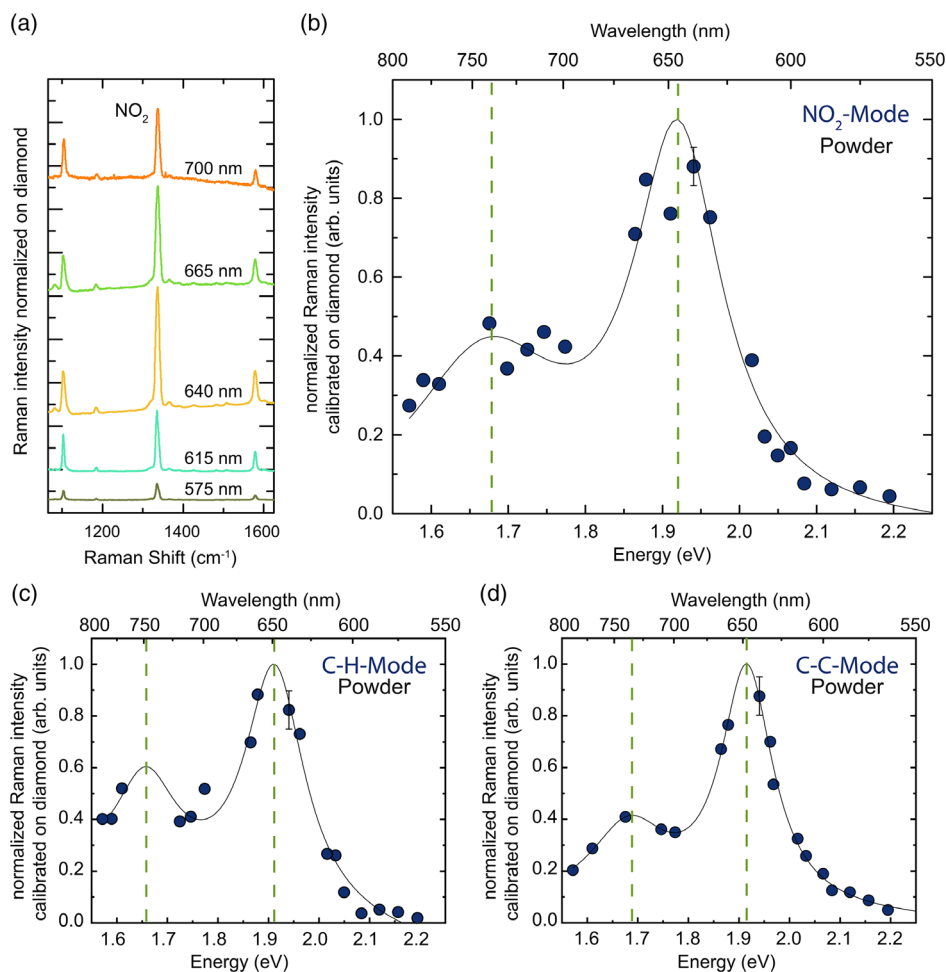 (a)
Raman intensity normalized on diamond
NO2
700 nm
665 nm
640 nm
615 nm
575 nm
1200 1400 1600
Raman Shift (cm⁻¹)
(b)
Wavelength (nm)
800 750 700 650 600 550
normalized Raman intensity
calibrated on diamond (arb. units)
NO2-Mode
Powder
1.0
0.8
0.6
0.4
0.2
0.0
1.6 1.7 1.8 1.9 2.0 2.1 2.2
Energy (eV)
(c)
Wavelength (nm)
800 750 700 650 600 550
normalized Raman intensity
calibrated on diamond (arb. units)
C-H-Mode
Powder
1.0
0.8
0.6
0.4
0.2
0.0
1.6 1.7 1.8 1.9 2.0 2.1 2.2
Energy (eV)
(d)
Wavelength (nm)
800 750 700 650 600 550
normalized Raman intensity
calibrated on diamond (arb. units)
C-C-Mode
Powder
1.0
0.8
0.6
0.4
0.2
0.0
1.6 1.7 1.8 1.9 2.0 2.1 2.2
Energy (eV)